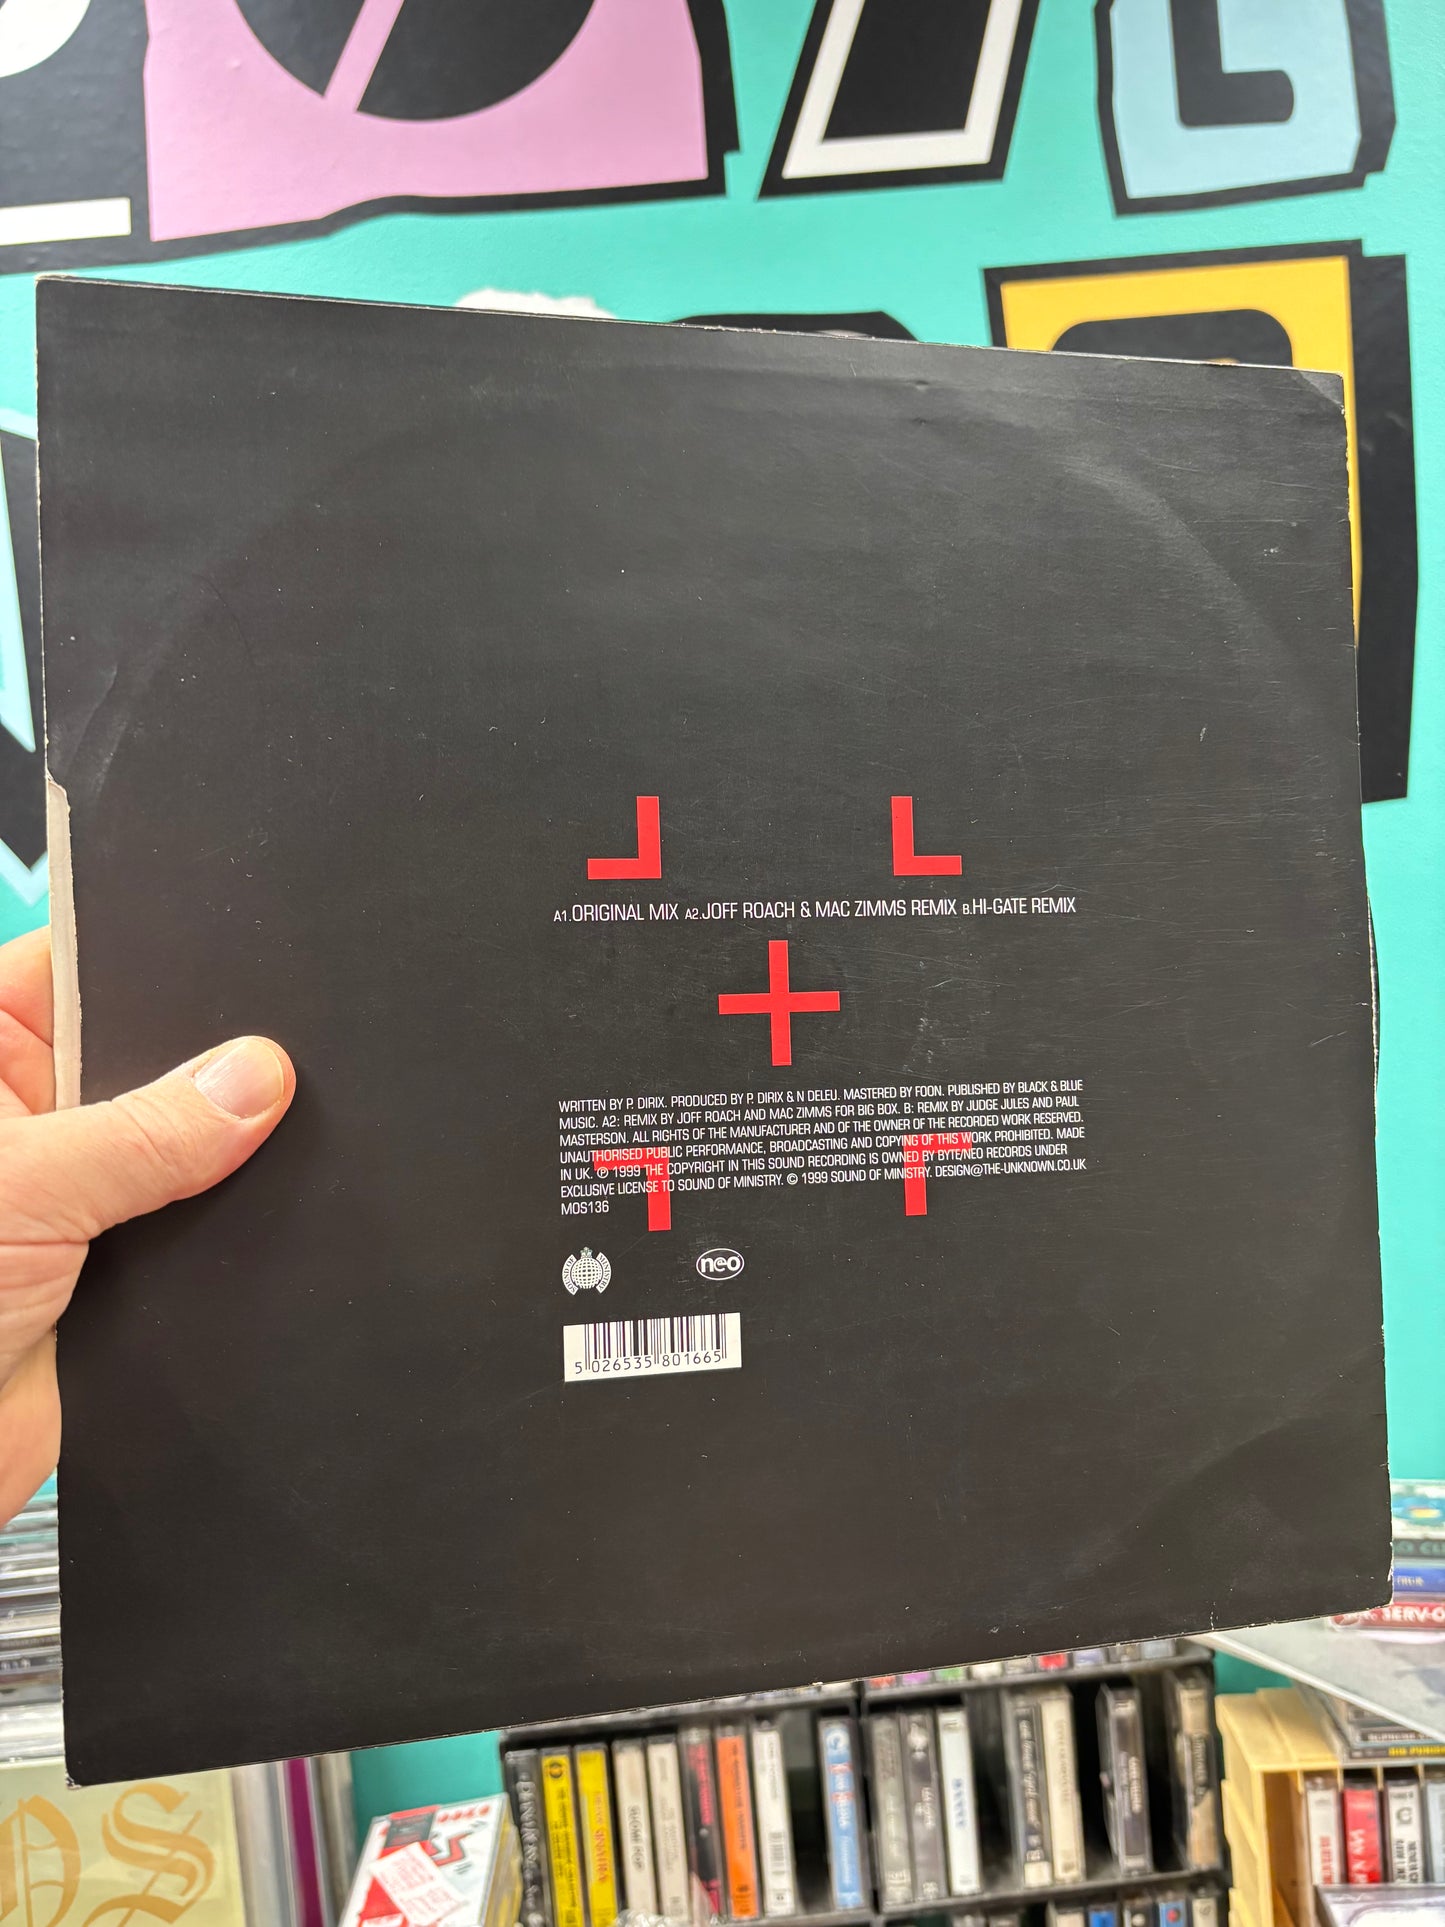 A1.ORIGINAL MIX A2.JOFF ROACH & MAC ZIMMS REMIX B.HI-GATE REMIX
WRITTEN BY P. DIRIX. PRODUCED BY P. DIRIX & N DELEU. MASTERED BY FOON. PUBLISHED BY BLACK & BLUE
MUSIC. A2: REMIX BY JOFF ROACH AND MAC ZIMMS FOR BIG BOX. B: REMIX BY JUDGE JULES AND PAUL
MASTERSON. ALL RIGHTS OF THE MANUFACTURER AND OF THE OWNER OF THE RECORDED WORK RESERVED.
UNAUTHORISED PUBLIC PERFORMANCE, BROADCASTING AND COPYING OF THIS WORK PROHIBITED. MADE
IN UK. ℗ 1999 THE COPYRIGHT IN THIS SOUND RECORDING IS OWNED BY BYTE/NEO RECORDS UNDER
EXCLUSIVE LICENSE TO SOUND OF MINISTRY. © 1999 SOUND OF MINISTRY. DESIGN@THE-UNKNOWN.CO.UK
MOS136
SOUND OF MINISTRY
neo
5 026535 801665
SERV-O